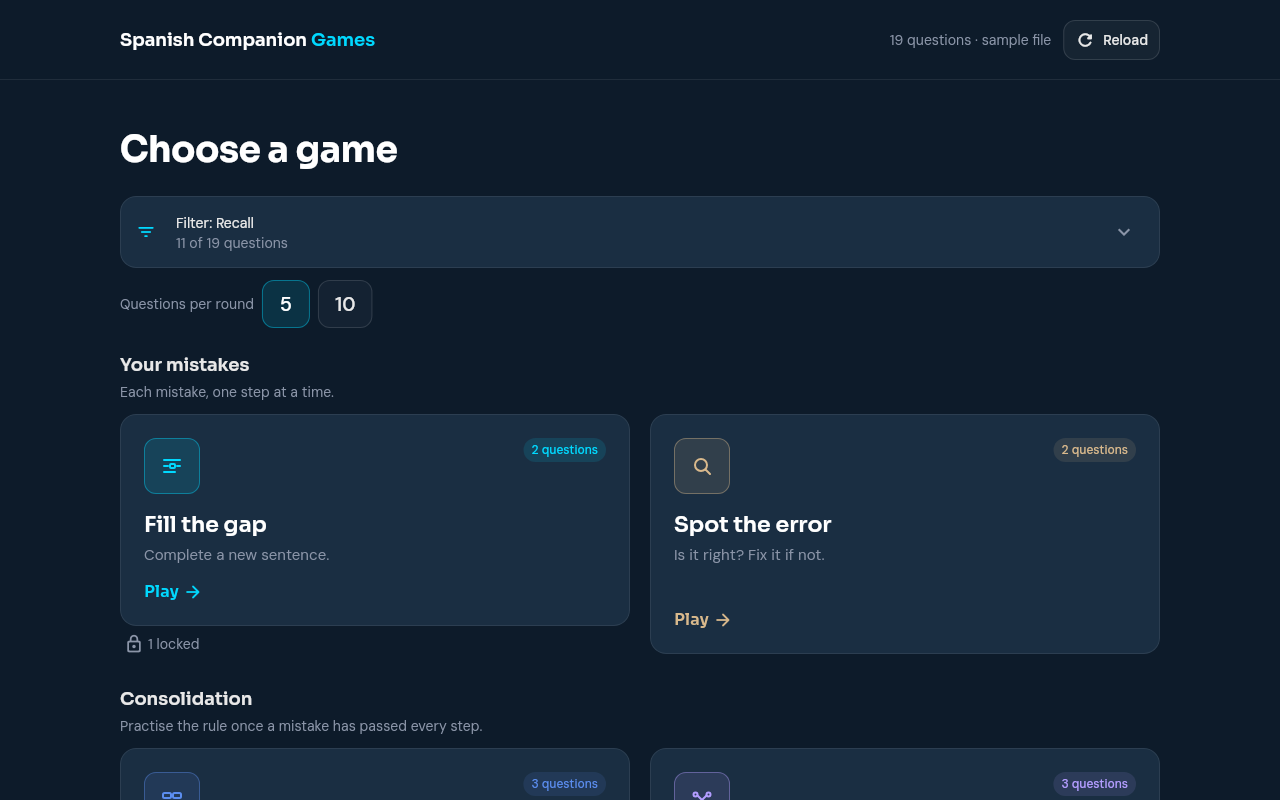 Spanish Companion Games
19 questions · sample file
Reload
Choose a game
Filter: Recall
11 of 19 questions
Questions per round
5
10
Your mistakes
Each mistake, one step at a time.
2 questions
Fill the gap
Complete a new sentence.
Play →
1 locked
2 questions
Spot the error
Is it right? Fix it if not.
Play →
Consolidation
Practise the rule once a mistake has passed every step.
3 questions
3 questions